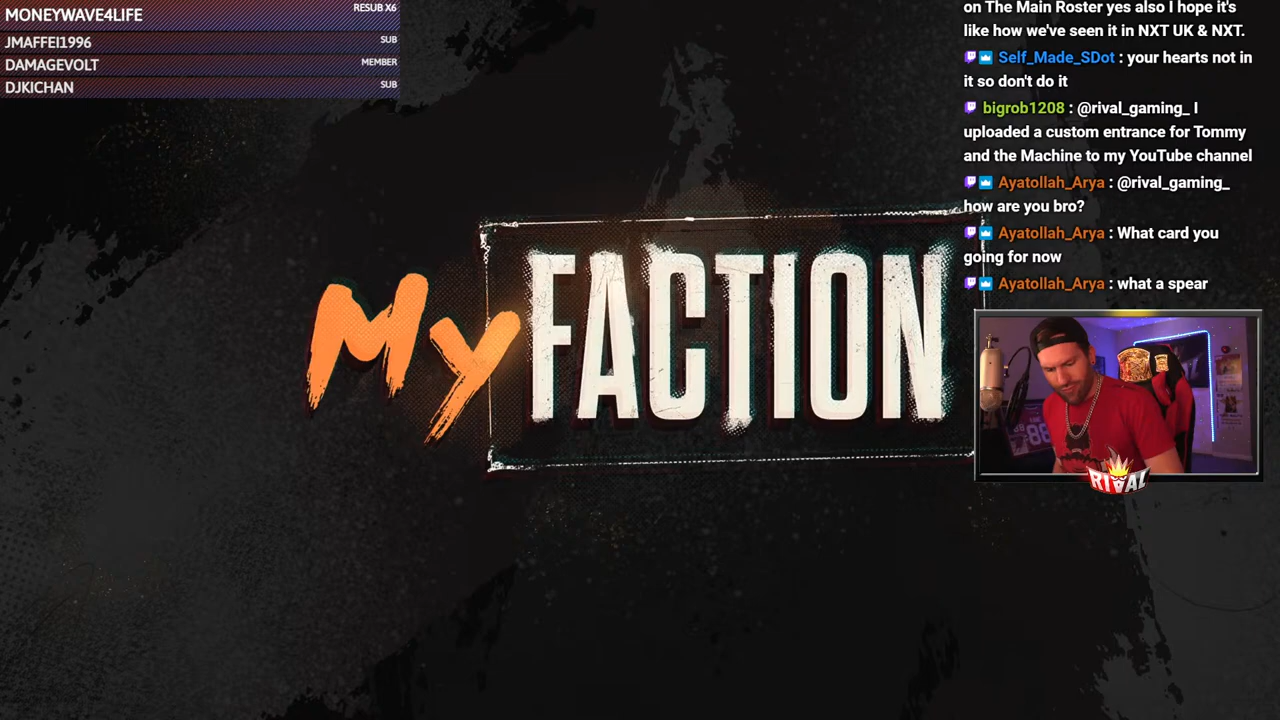 MONEYWAVE4LIFE RESUB X6
JMAFFEI1996 SUB
DAMAGEVOLT MEMBER
DJKICHAN SUB
on The Main Roster yes also I hope it's
like how we've seen it in NXT UK & NXT.
Self_Made_SDot : your hearts not in
it so don't do it
bigrob1208 : @rival_gaming_ I
uploaded a custom entrance for Tommy
and the Machine to my YouTube channel
Ayatollah_Arya : @rival_gaming_
how are you bro?
Ayatollah_Arya : What card you
going for now
Ayatollah_Arya : what a spear
My FACTION
88
RIVAL